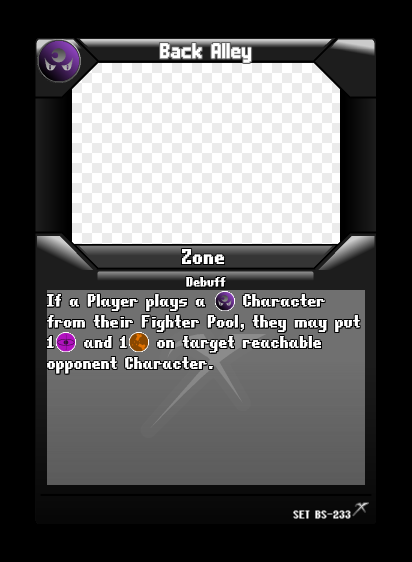 Back Alley
Zone
Debuff
If a Player plays a Character
from their Fighter Pool, they may put
1 and 1 on target reachable
opponent Character.
SET BS-233